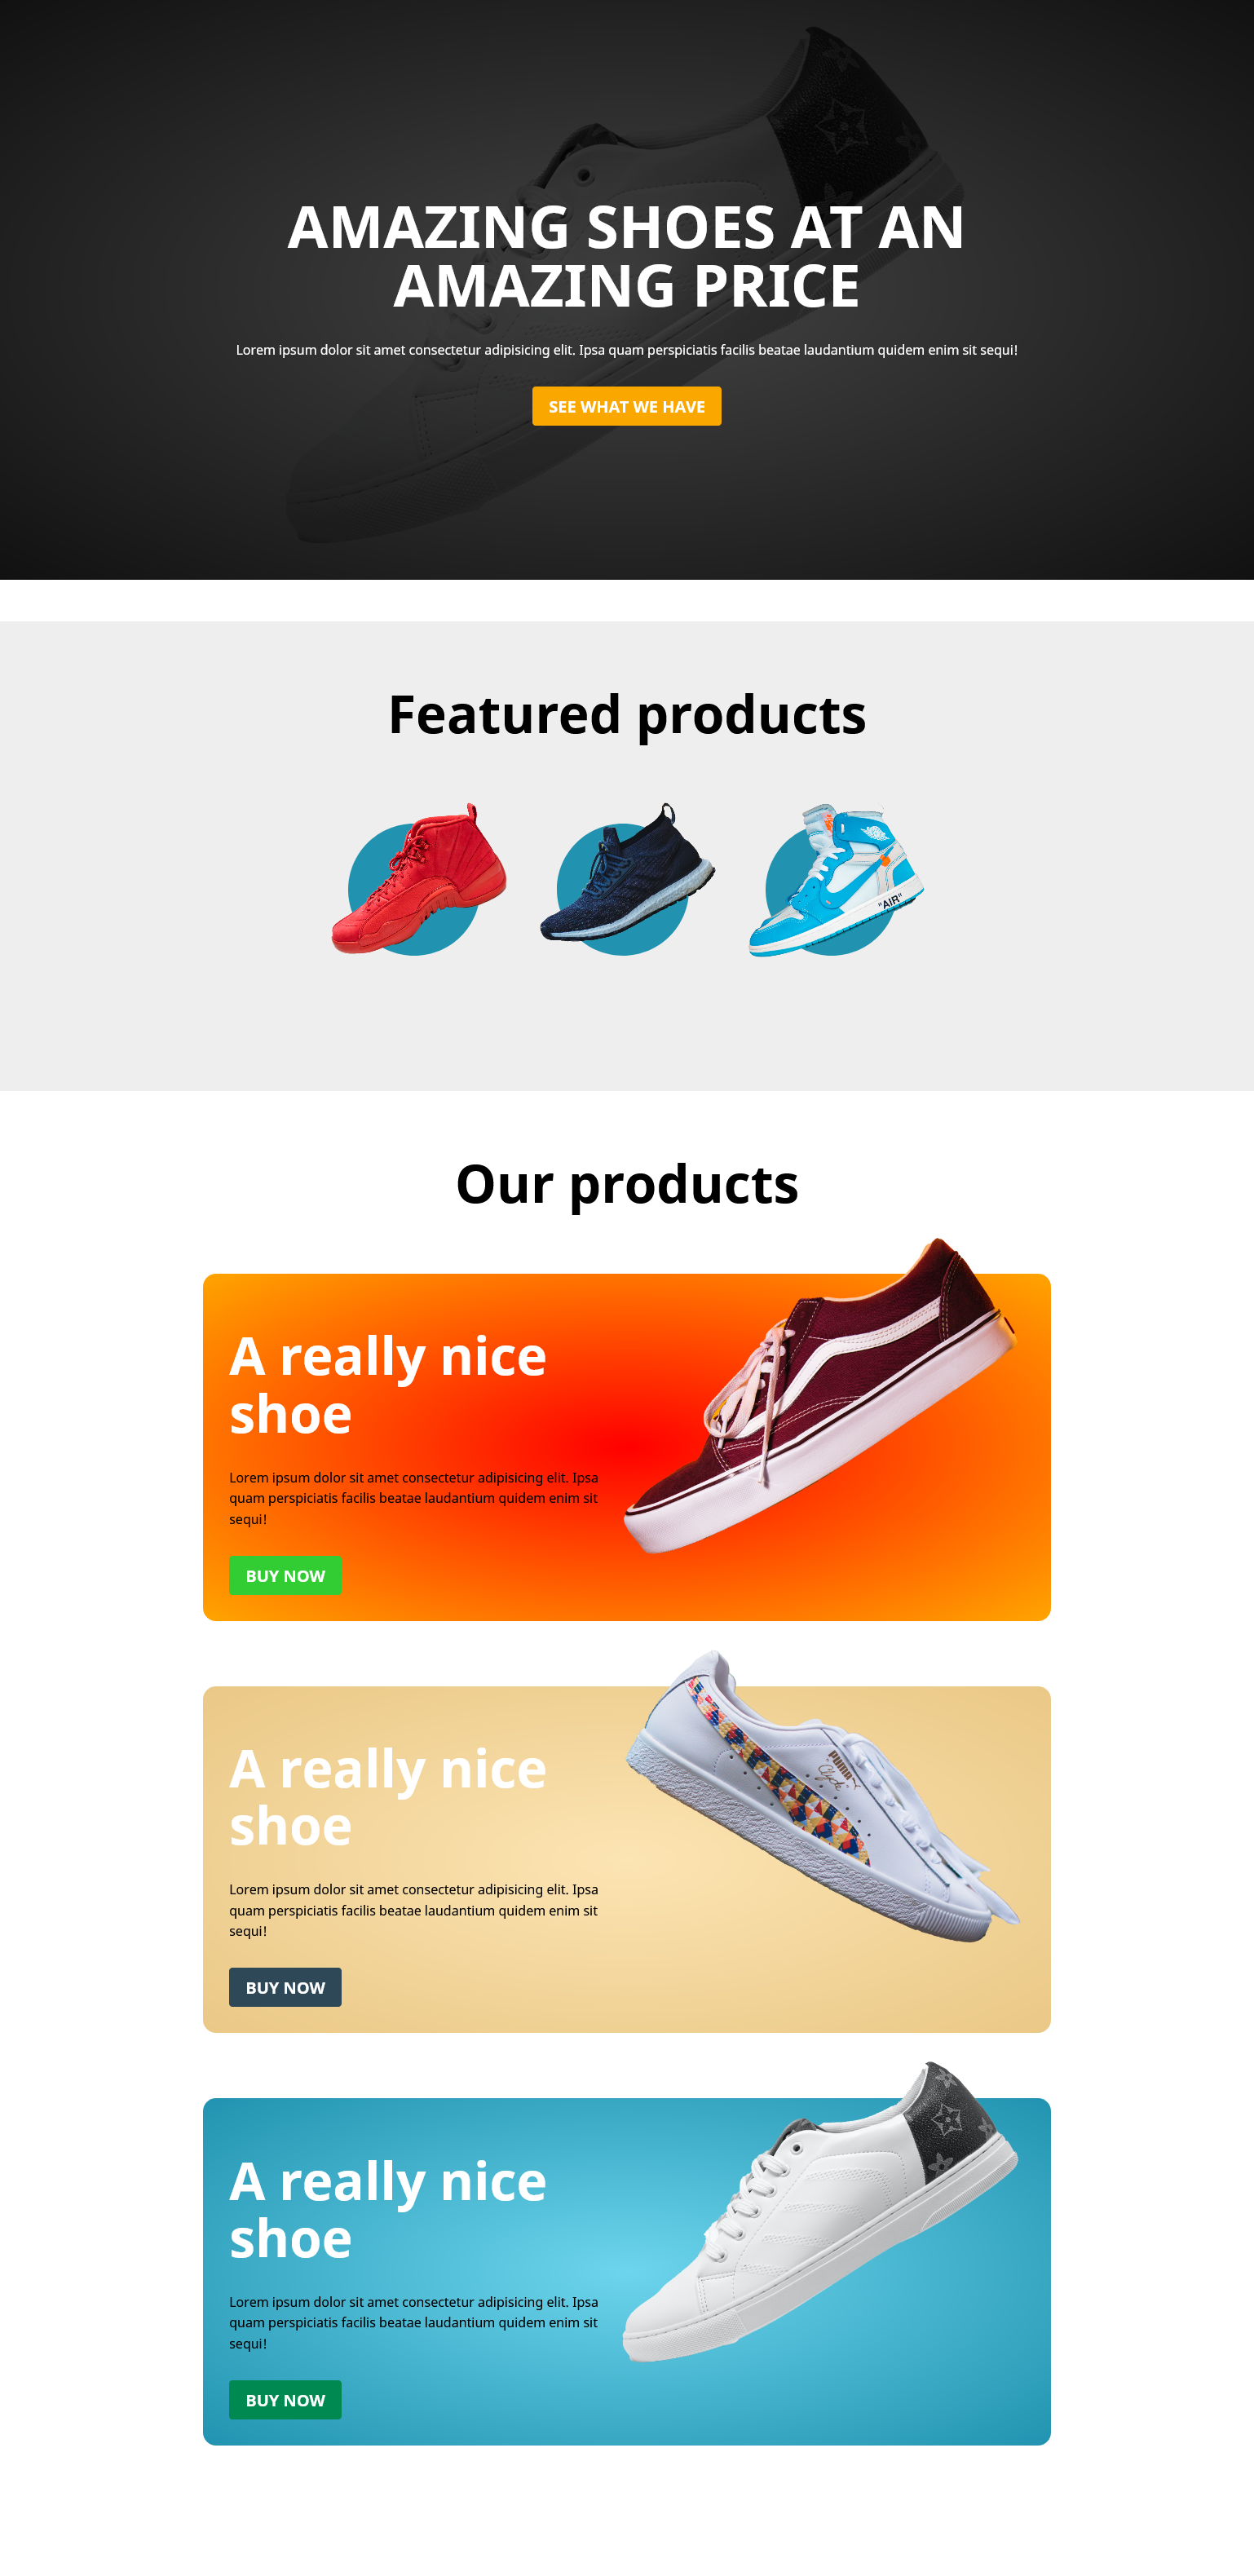 AMAZING SHOES AT AN
AMAZING PRICE
Lorem ipsum dolor sit amet consectetur adipisicing elit. Ipsa quam perspiciatis facilis beatae laudantium quidem enim sit sequi!
SEE WHAT WE HAVE
Featured products
"AIR"
Our products
A really nice
shoe
Lorem ipsum dolor sit amet consectetur adipisicing elit. Ipsa
quam perspiciatis facilis beatae laudantium quidem enim sit
sequi!
BUY NOW
A really nice
shoe
PUMA
Clyde
Lorem ipsum dolor sit amet consectetur adipisicing elit. Ipsa
quam perspiciatis facilis beatae laudantium quidem enim sit
sequi!
BUY NOW
A really nice
shoe
Lorem ipsum dolor sit amet consectetur adipisicing elit. Ipsa
quam perspiciatis facilis beatae laudantium quidem enim sit
sequi!
BUY NOW